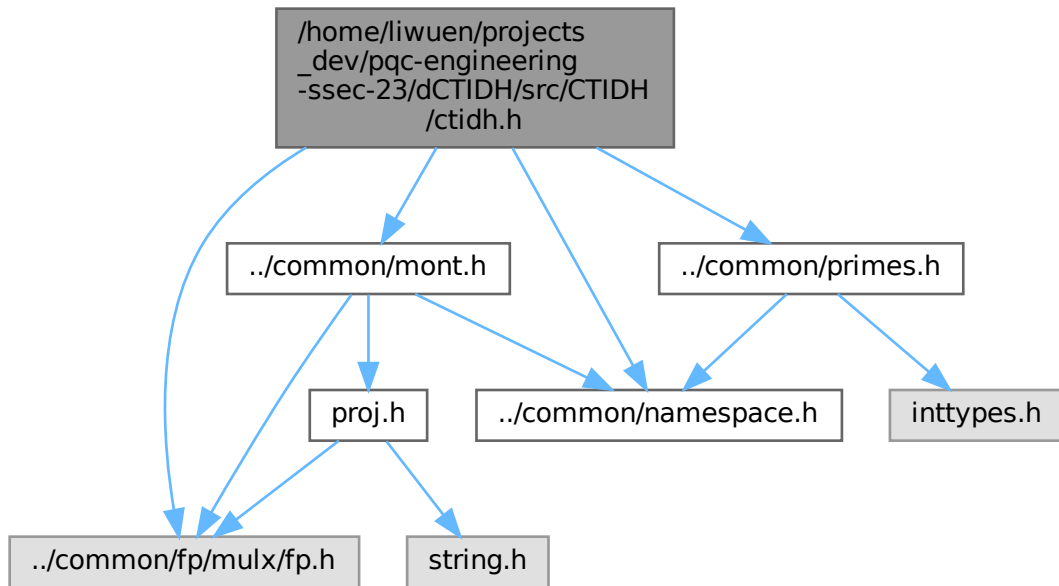 /home/liwuen/projects
_dev/pqc-engineering
-ssec-23/dCTIDH/src/CTIDH
/ctidh.h
../common/mont.h
../common/primes.h
proj.h
../common/namespace.h
inttypes.h
../common/fp/mulx/fp.h
string.h